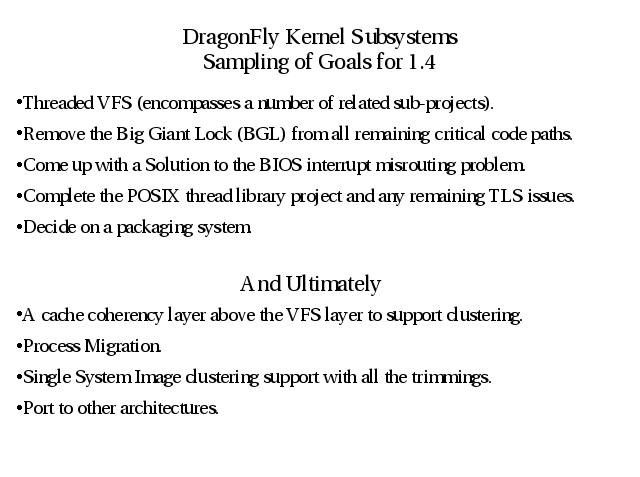 DragonFly Kernel Subsystems
Sampling of Goals for 1.4
•Threaded VFS (encompasses a number of related sub-projects).
•Remove the Big Giant Lock (BGL) from all remaining critical code paths.
•Come up with a Solution to the BIOS interrupt misrouting problem.
•Complete the POSIX thread library project and any remaining TLS issues.
•Decide on a packaging system
And Ultimately
•A cache coherency layer above the VFS layer to support clustering.
•Process Migration.
•Single System Image clustering support with all the trimmings.
•Port to other architectures.